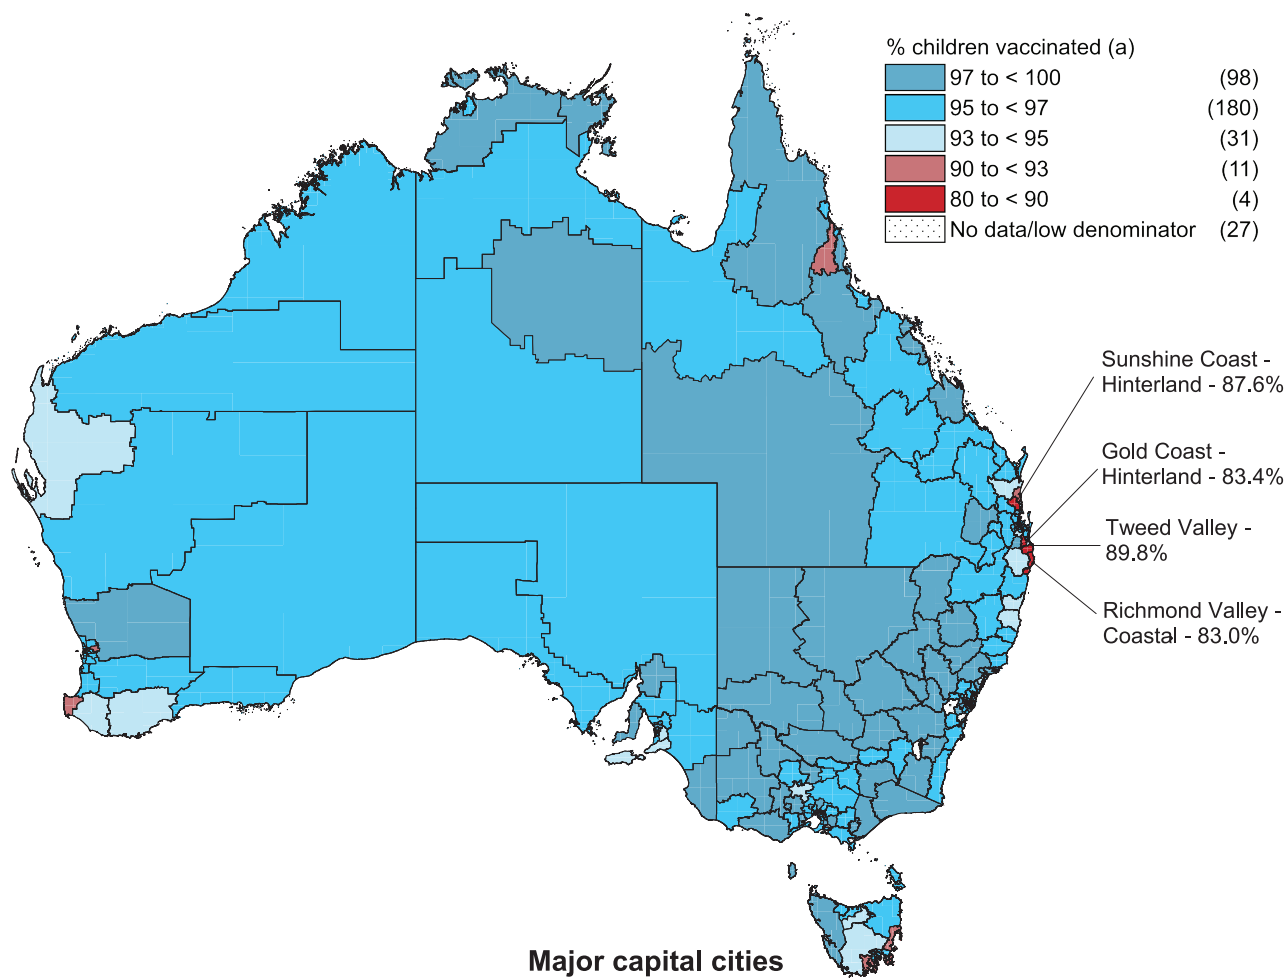 % children vaccinated (a)
97 to < 100 (98)
95 to < 97 (180)
93 to < 95 (31)
90 to < 93 (11)
80 to < 90 (4)
No data/low denominator (27)
Sunshine Coast -
Hinterland - 87.6%
Gold Coast -
Hinterland - 83.4%
Tweed Valley -
89.8%
Richmond Valley -
Coastal - 83.0%
Major capital cities